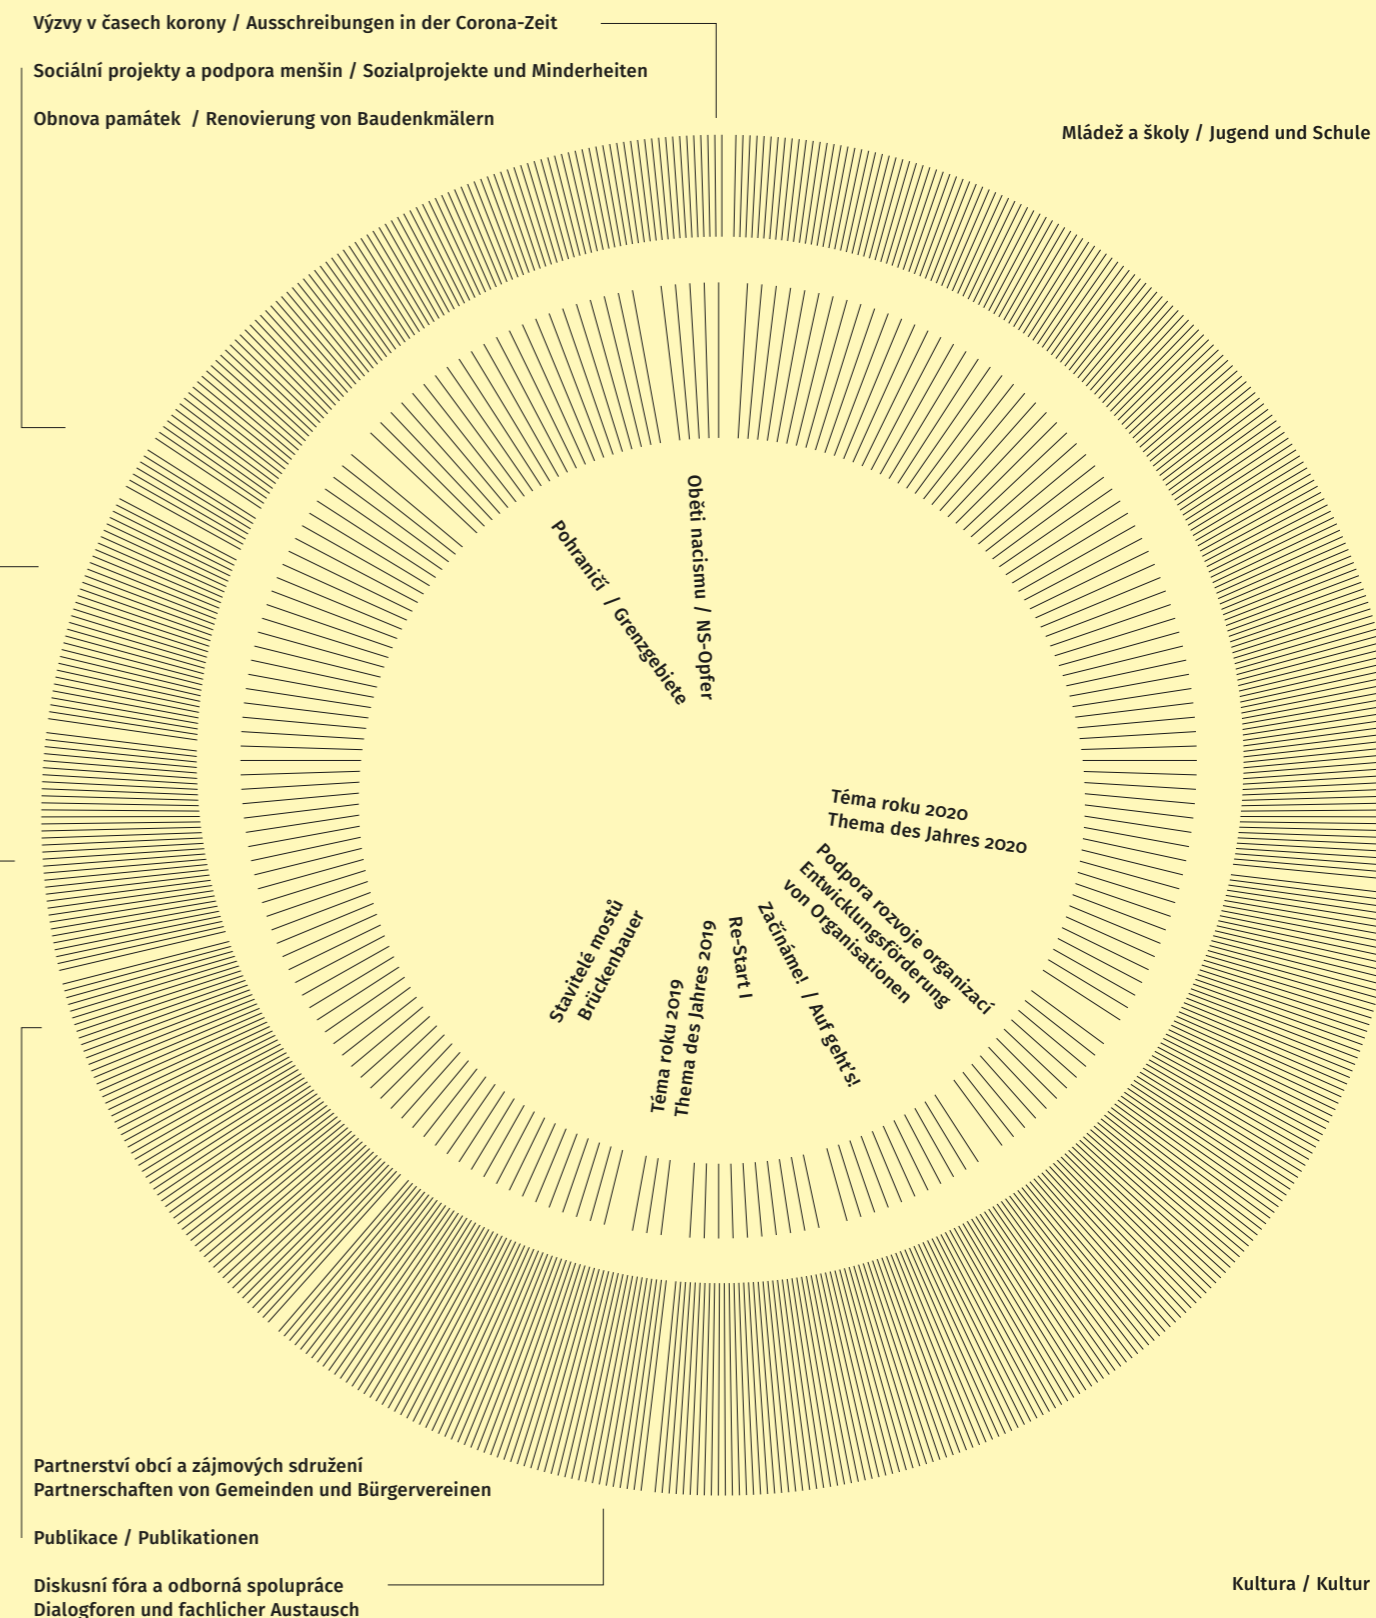 Výzvy v časech korony / Ausschreibungen in der Corona-Zeit
Sociální projekty a podpora menšin / Sozialprojekte und Minderheiten
Obnova památek / Renovierung von Baudenkmälern
Mládež a školy / Jugend und Schule
Oběti nacismu / NS-Opfer
Pohraničí / Grenzgebiete
Téma roku 2020
Thema des Jahres 2020
Podpora rozvoje organizací
Entwicklungsförderung
von Organisationen
Začínáme! / Auf geht's!
Re-Start I
Téma roku 2019
Thema des Jahres 2019
Stavitelé mostů
Brückenbauer
Partnerství obcí a zájmových sdružení
Partnerschaften von Gemeinden und Bürgervereinen
Publikace / Publikationen
Diskusní fóra a odborná spolupráce
Dialogforen und fachlicher Austausch
Kultura / Kultur